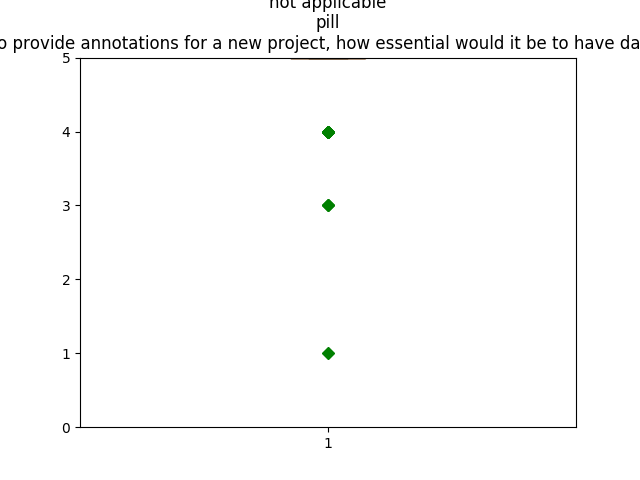 not applicable
pill
o provide annotations for a new project, how essential would it be to have da
5
4
3
2
1
0
1